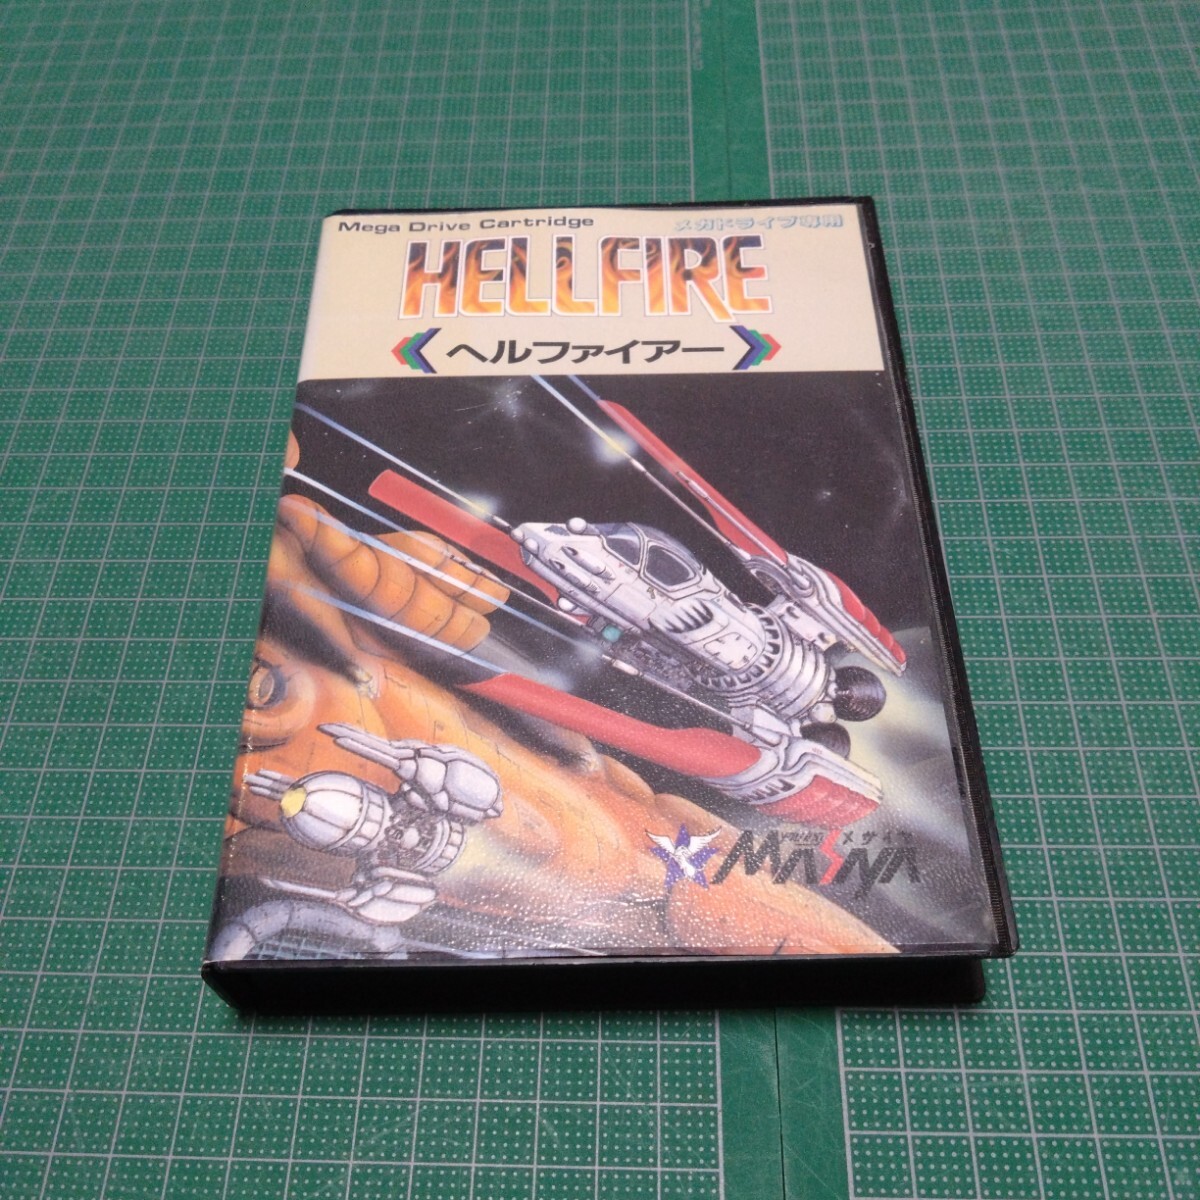 Mega Drive Cartridge
メガドライブ専用
HELLFIRE
ヘルファイアー
メサイヤ
MASAYA